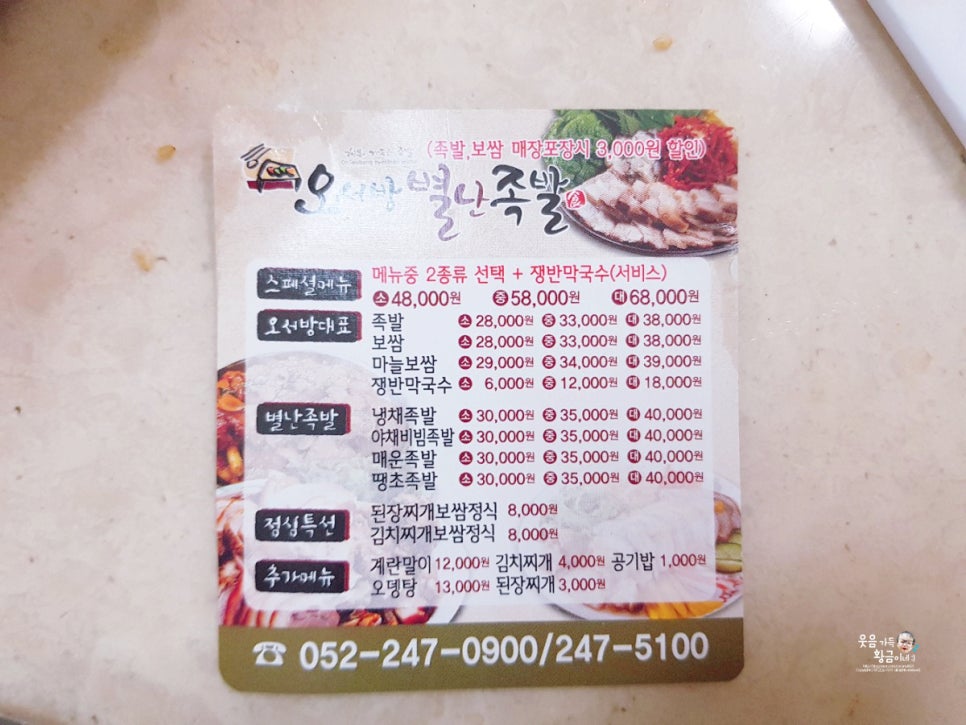 (족발,보쌈 매장포장시 3,000원 할인)
오서방 별난족발
스페셜메뉴 메뉴중 2종류 선택 + 쟁반막국수(서비스)
소 48,000원 중 58,000원 대 68,000원
오서방대표 족발 소 28,000원 중 33,000원 대 38,000원
보쌈 소 28,000원 중 33,000원 대 38,000원
마늘보쌈 소 29,000원 중 34,000원 대 39,000원
쟁반막국수 소 6,000원 중 12,000원 대 18,000원
별난족발 냉채족발 소 30,000원 중 35,000원 대 40,000원
야채비빔족발 소 30,000원 중 35,000원 대 40,000원
매운족발 소 30,000원 중 35,000원 대 40,000원
땡초족발 소 30,000원 중 35,000원 대 40,000원
점심특선 된장찌개보쌈정식 8,000원
김치찌개보쌈정식 8,000원
추가메뉴 계란말이 12,000원 김치찌개 4,000원 공기밥 1,000원
오뎅탕 13,000원 된장찌개 3,000원
☎ 052-247-0900/247-5100
웃음 가득
황금이네